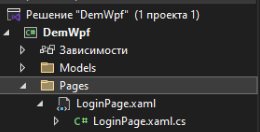 Решение "DemWpf" (1 проекта 1)
DemWpf
Зависимости
Models
Pages
LoginPage.xaml
C# LoginPage.xaml.cs